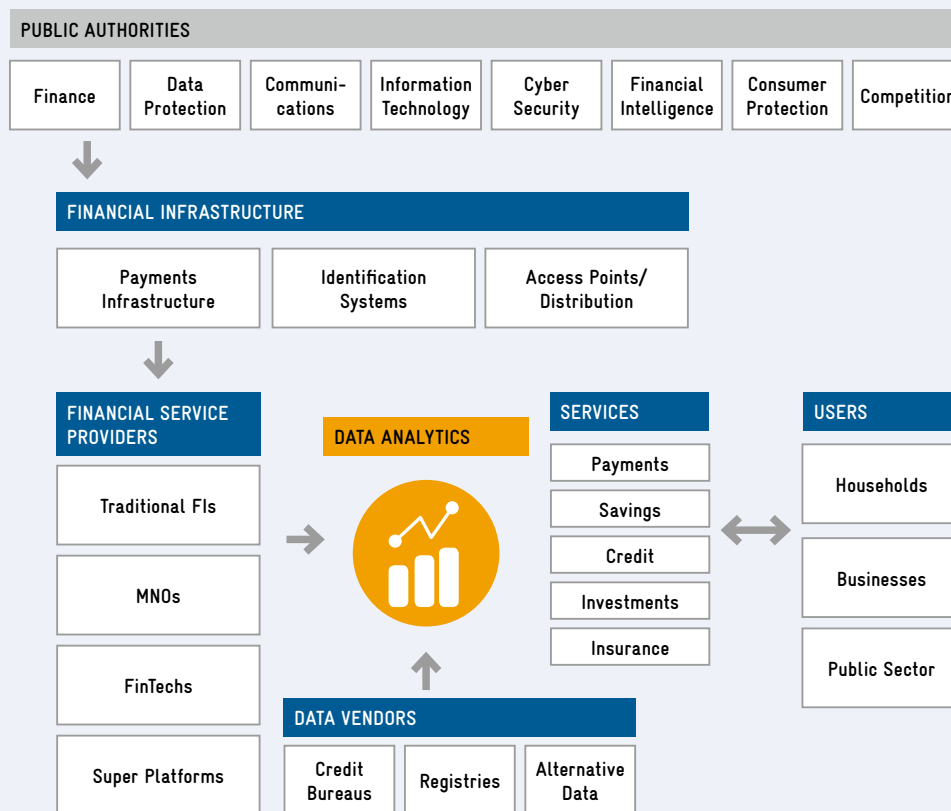 PUBLIC AUTHORITIES
Finance
Data
Protection
Communi-
cations
Information
Technology
Cyber
Security
Financial
Intelligence
Consumer
Protection
Competition
FINANCIAL INFRASTRUCTURE
Payments
Infrastructure
Identification
Systems
Access Points/
Distribution
FINANCIAL SERVICE
PROVIDERS
Traditional FIs
MNOs
FinTechs
Super Platforms
DATA ANALYTICS
DATA VENDORS
Credit
Bureaus
Registries
Alternative
Data
SERVICES
Payments
Savings
Credit
Investments
Insurance
USERS
Households
Businesses
Public Sector